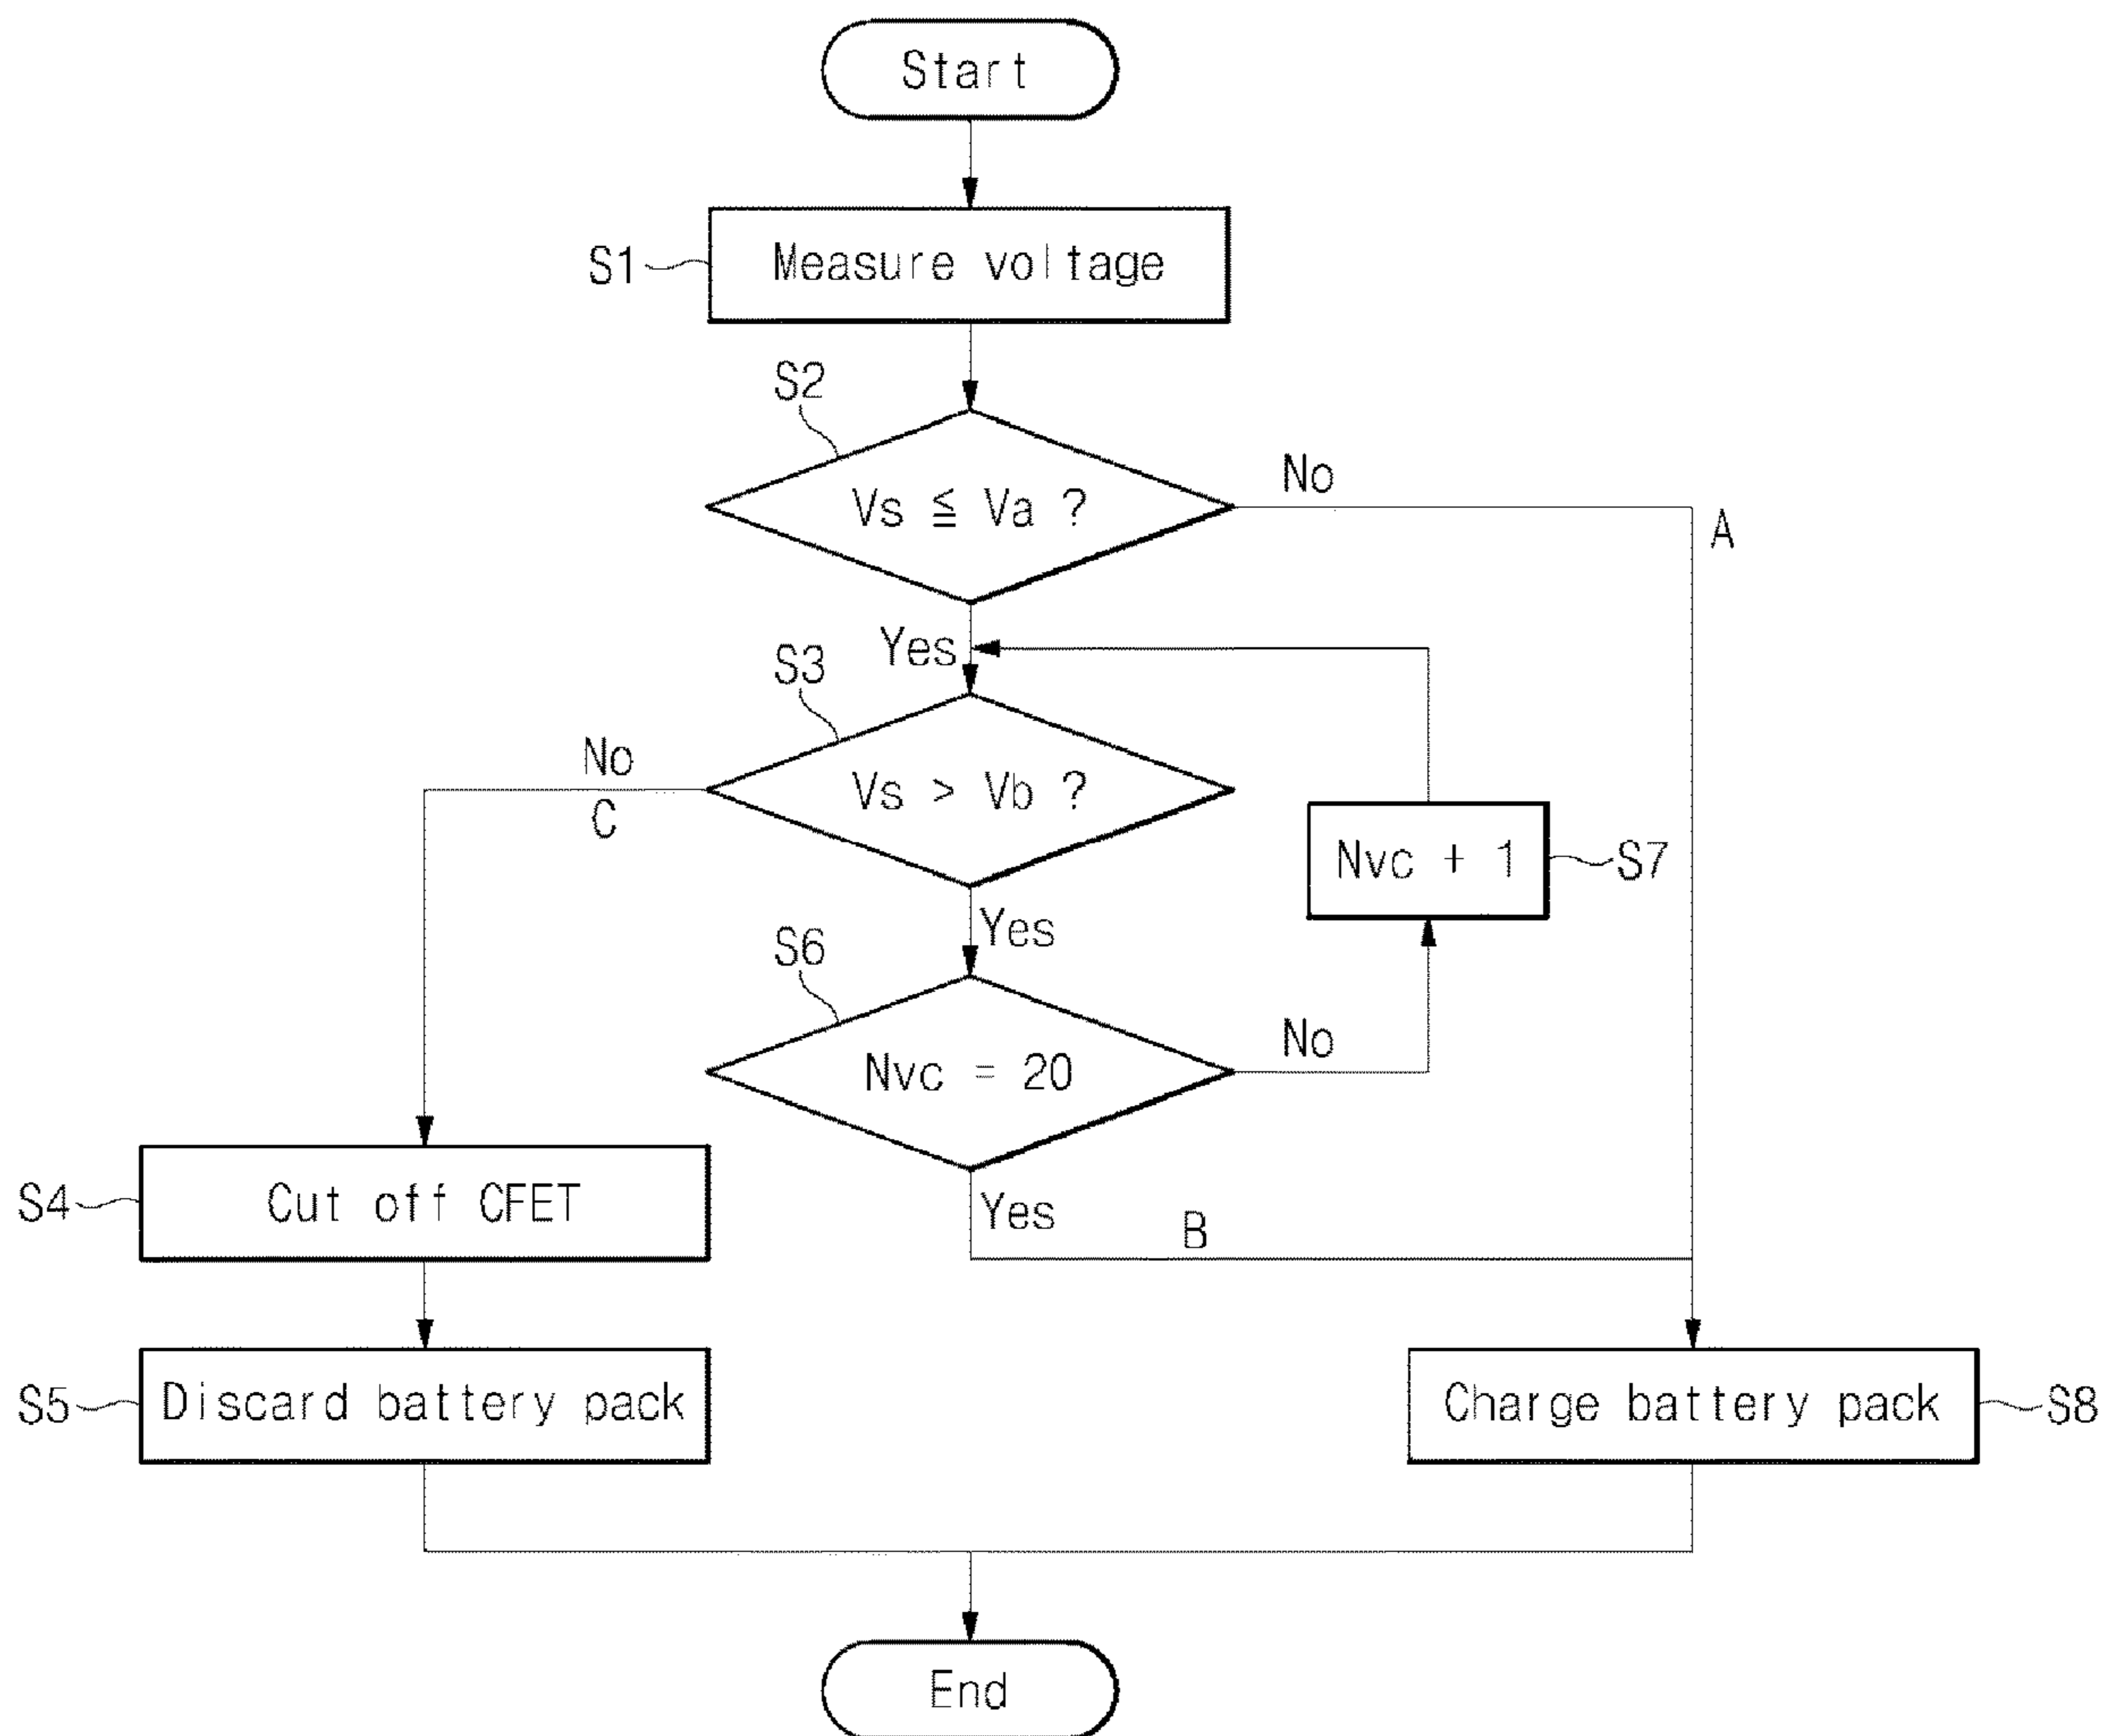 Start
S1
Measure voltage
S2
Vs ≦ Va ?
No
A
Yes
S3
No
C
Vs > Vb ?
Nvc + 1
S7
Yes
S6
Nvc = 20
No
Yes
B
S4
Cut off CFET
S5
Discard battery pack
Charge battery pack
S8
End